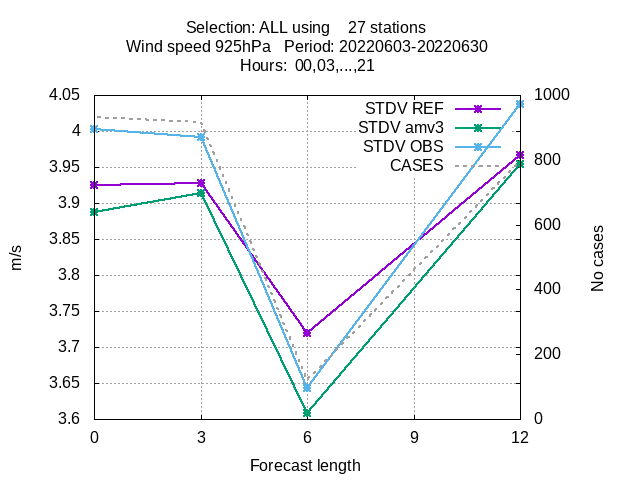 Selection: ALL using    27 stations
Wind speed 925hPa   Period: 20220603-20220630
Hours:  00,03,...,21
4.05
4
3.95
3.9
3.85
3.8
3.75
3.7
3.65
3.6
m/s
STDV REF
STDV amv3
STDV OBS
CASES
1000
800
600
400
200
0
No cases
0 3 6 9 12
Forecast length